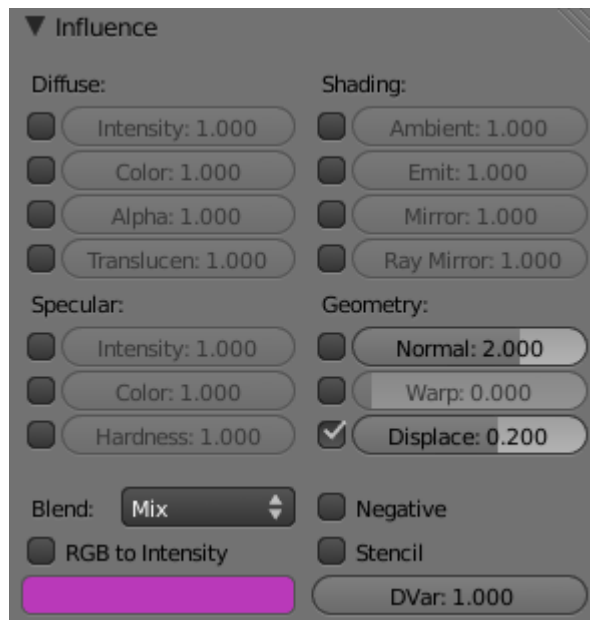 Influence
Diffuse:
Intensity: 1.000
Color: 1.000
Alpha: 1.000
Translucen: 1.000
Shading:
Ambient: 1.000
Emit: 1.000
Mirror: 1.000
Ray Mirror: 1.000
Specular:
Intensity: 1.000
Color: 1.000
Hardness: 1.000
Geometry:
Normal: 2.000
Warp: 0.000
Displace: 0.200
Blend: Mix
RGB to Intensity
Negative
Stencil
DVar: 1.000